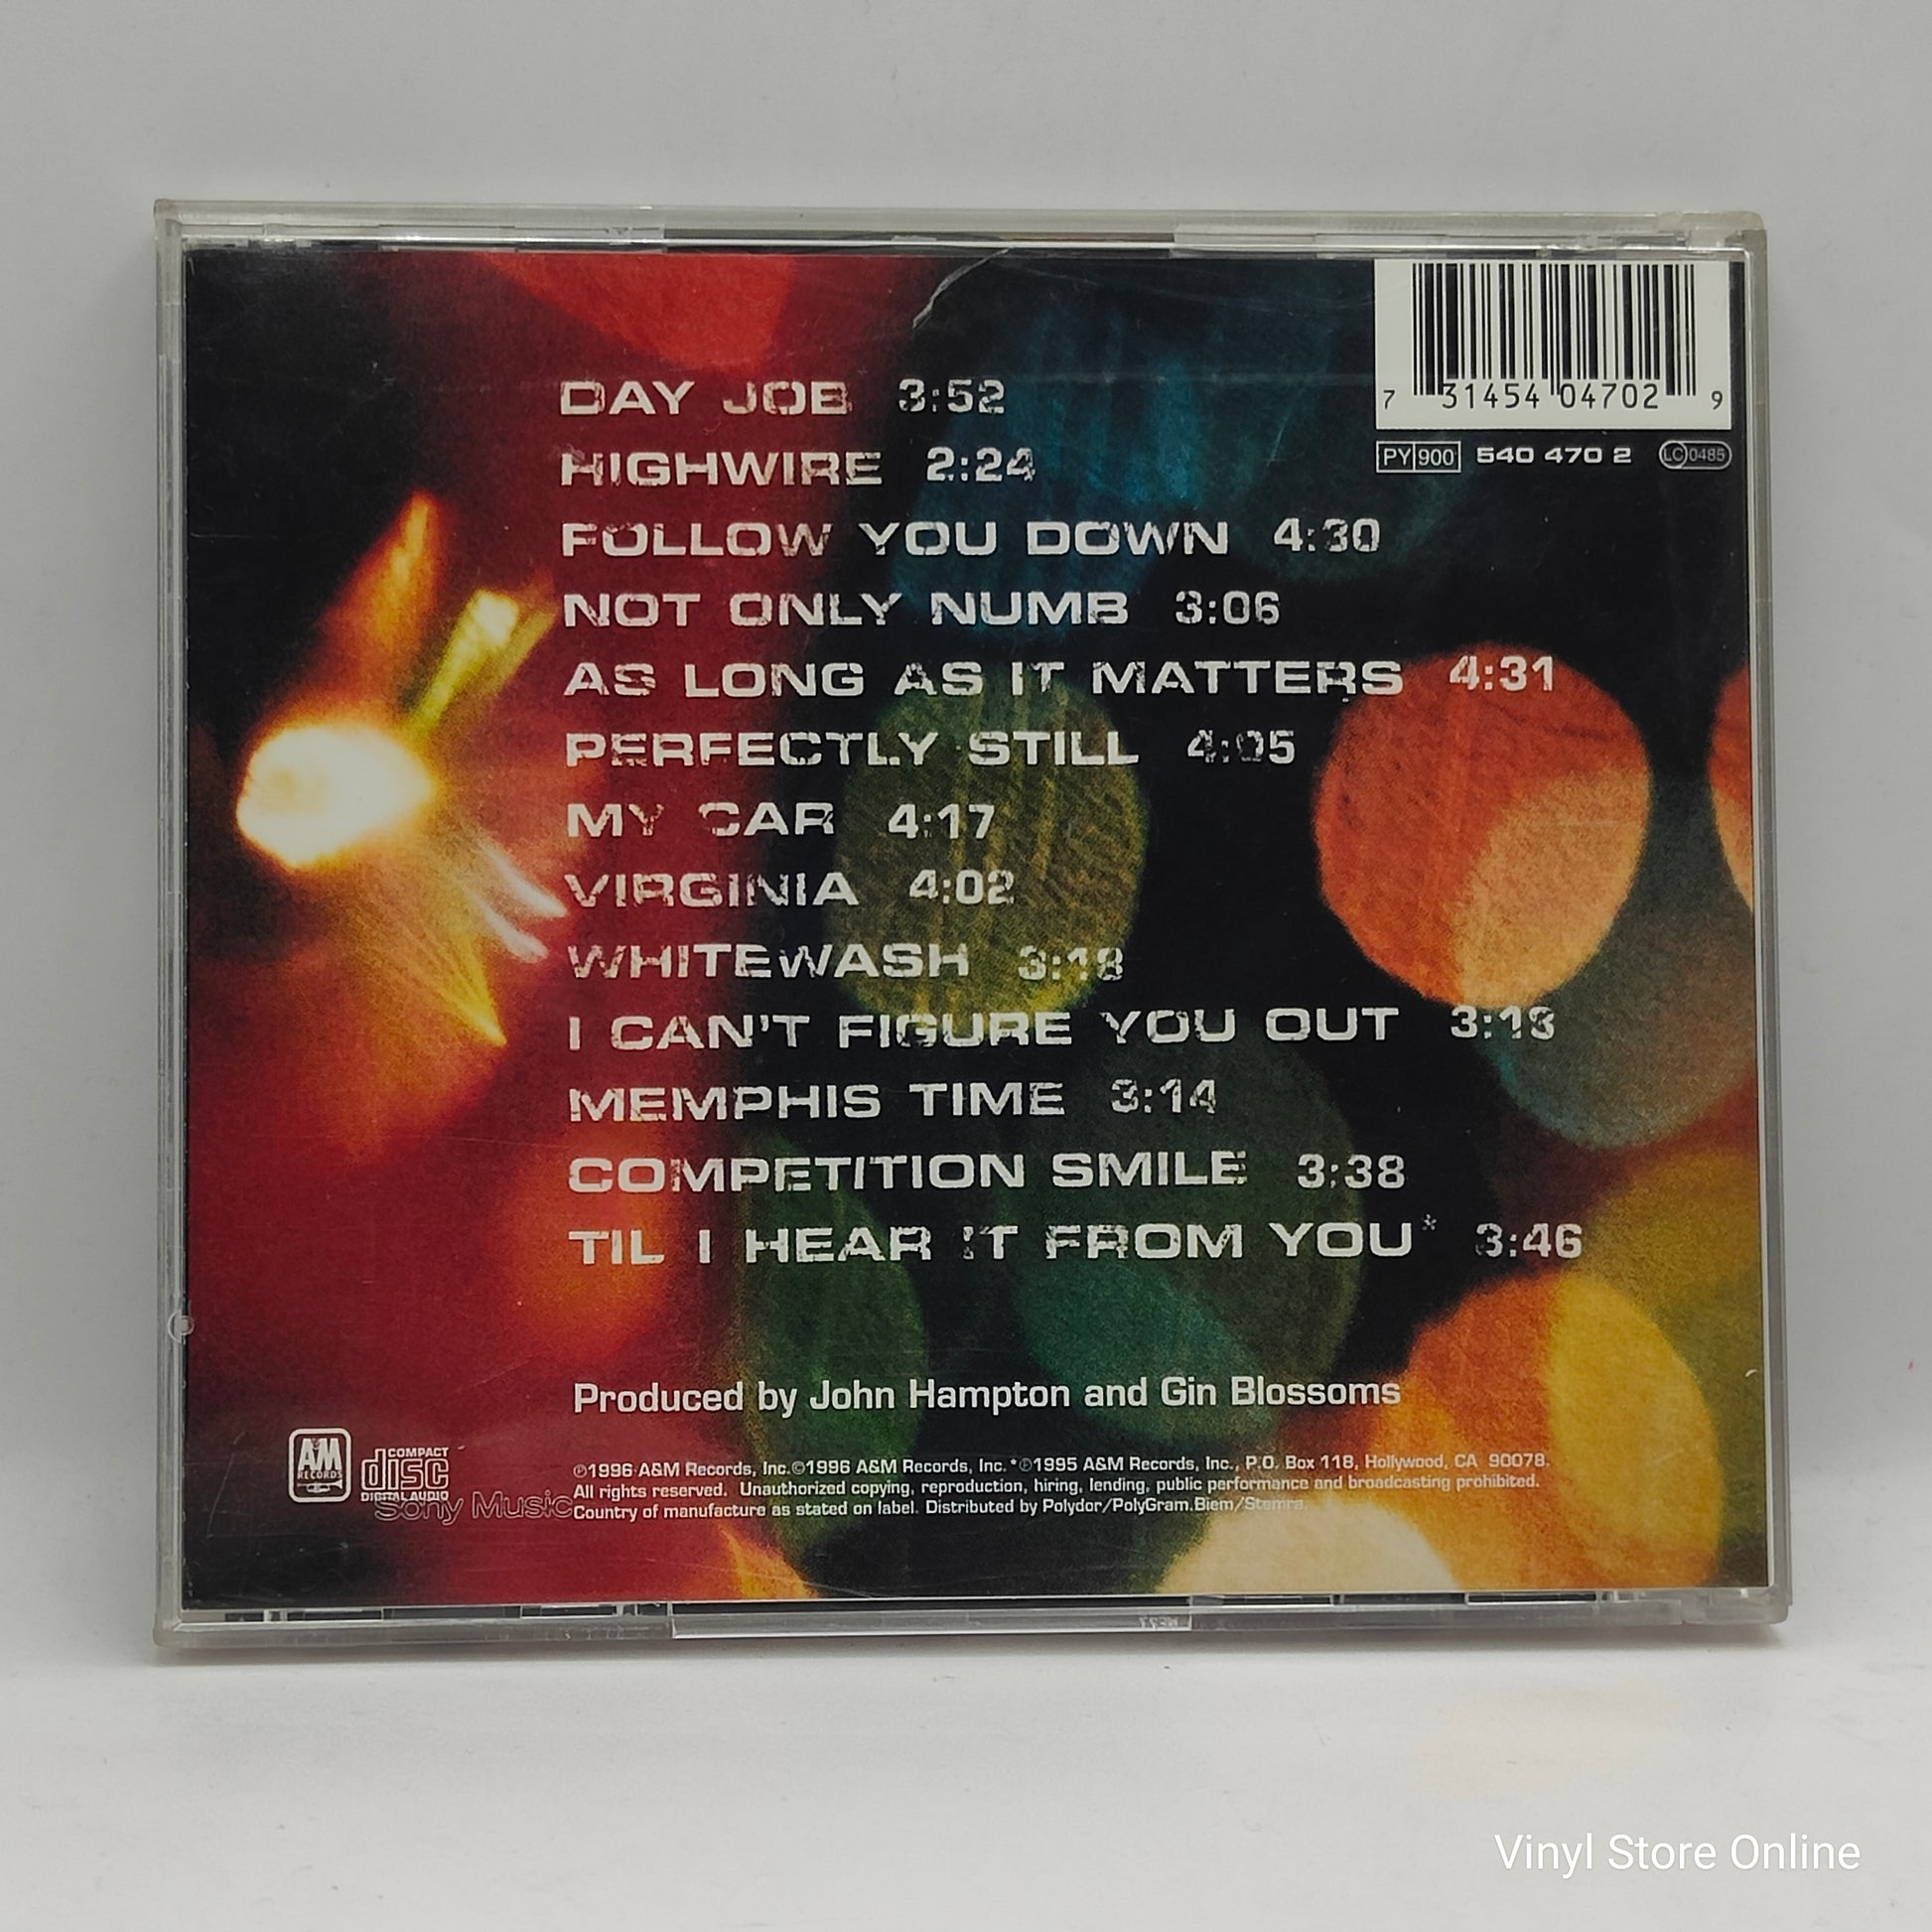 7 31454 04702 9
PY 900 540 470 2 LC 0485
DAY JOB 3:52
HIGHWIRE 2:24
FOLLOW YOU DOWN 4:30
NOT ONLY NUMB 3:06
AS LONG AS IT MATTERS 4:31
PERFECTLY STILL 4:05
MY CAR 4:17
VIRGINIA 4:02
WHITEWASH 3:18
I CAN'T FIGURE YOU OUT 3:18
MEMPHIS TIME 3:14
COMPETITION SMILE 3:38
TIL I HEAR IT FROM YOU* 3:46
Produced by John Hampton and Gin Blossoms
A&M RECORDS
COMPACT disc DIGITAL AUDIO
Sony Music
℗1996 A&M Records, Inc.©1996 A&M Records, Inc. *℗1995 A&M Records, Inc., P.O. Box 118, Hollywood, CA 90078.
All rights reserved. Unauthorized copying, reproduction, hiring, lending, public performance and broadcasting prohibited.
Country of manufacture as stated on label. Distributed by Polydor/PolyGram.Biem/Stemra.
Vinyl Store Online